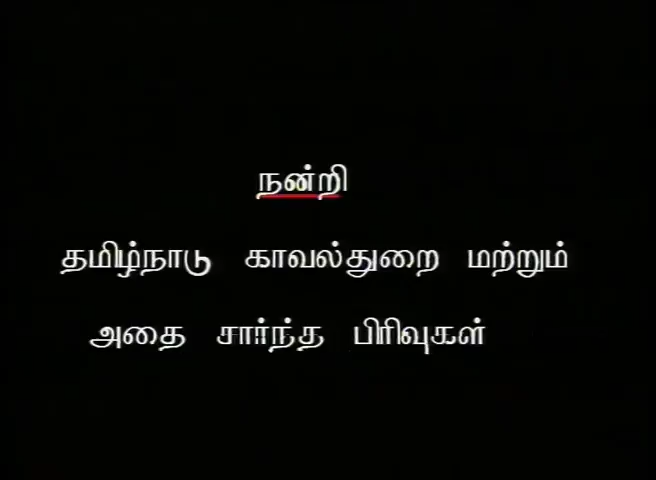 நன்றி
தமிழ்நாடு காவல்துறை மற்றும்
அதை சார்ந்த பிரிவுகள்